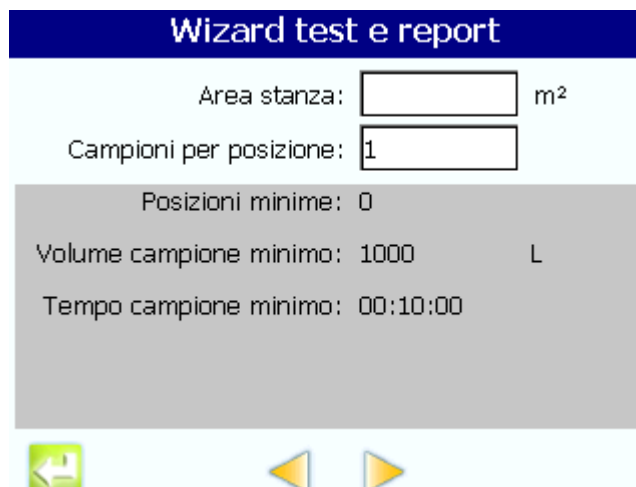 Wizard test e report
Area stanza: m²
Campioni per posizione: 1
Posizioni minime: 0
Volume campione minimo: 1000 L
Tempo campione minimo: 00:10:00